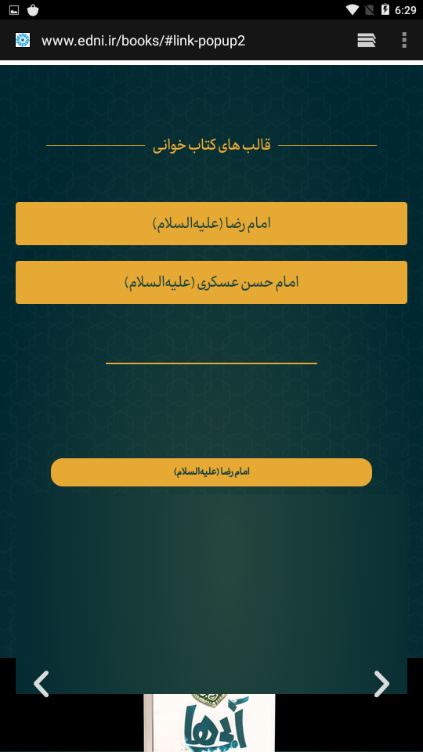 6:29
www.edni.ir/books/#link-popup2
قالب های کتاب خوانی
امام رضا (علیه‌السلام)
امام حسن عسکری (علیه‌السلام)
امام رضا (علیه‌السلام)